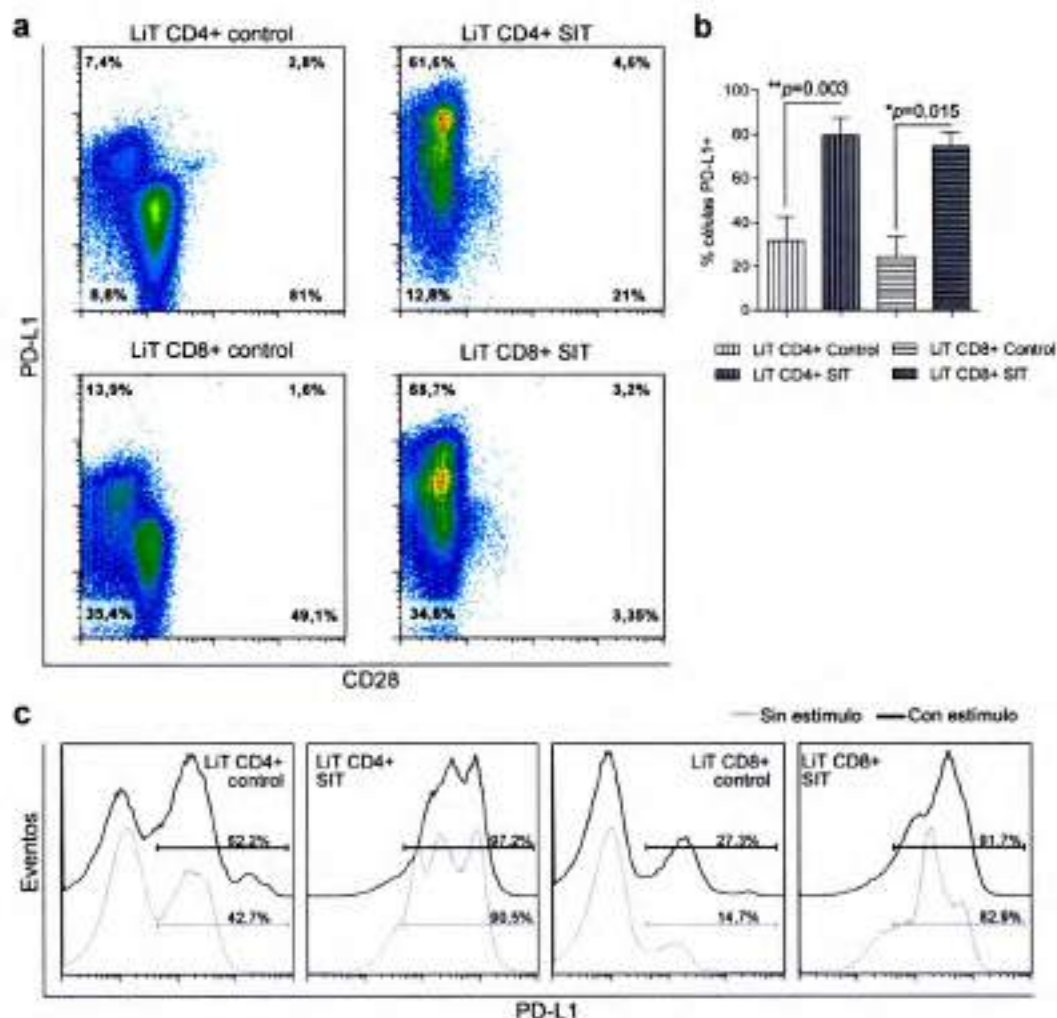 a
LiT CD4+ control
LiT CD4+ SIT
7,4%
2,8%
61,6%
4,6%
8,8%
81%
12,8%
21%
LiT CD8+ control
LiT CD8+ SIT
13,9%
1,6%
3,2%
35,4%
49,1%
34,6%
3,35%
PD-L1
CD28
b
% células PD-L1+
100
80
60
40
20
0
**p=0.003
*p=0.015
LiT CD4+ Control
LiT CD8+ Control
LiT CD4+ SIT
LiT CD8+ SIT
c
Sin estimulo
Con estimulo
Eventos
LiT CD4+
control
62.2%
42.7%
LiT CD4+
SIT
97.2%
90.5%
LiT CD8+
control
27.3%
14.7%
LiT CD8+
SIT
91.7%
82.9%
PD-L1